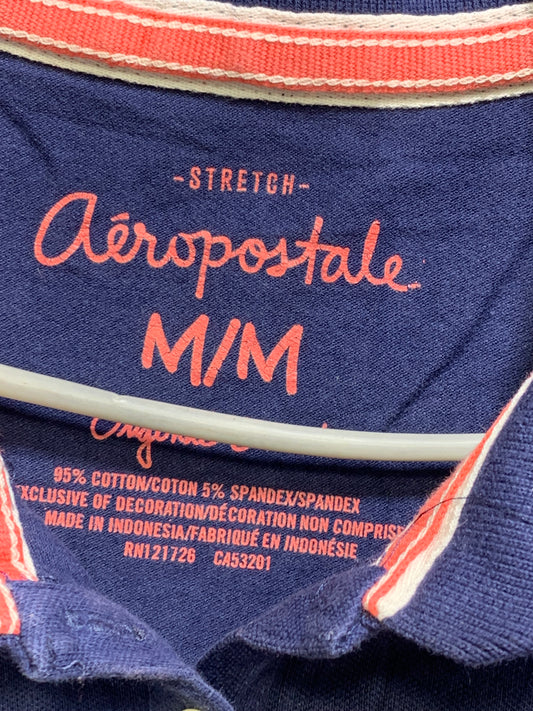 -STRETCH-
Aéropostale
M/M
95% COTTON/COTON 5% SPANDEX/SPANDEX
EXCLUSIVE OF DECORATION/DÉCORATION NON COMPRISE
MADE IN INDONESIA/FABRIQUÉ EN INDONÉSIE
RN121726 CA53201